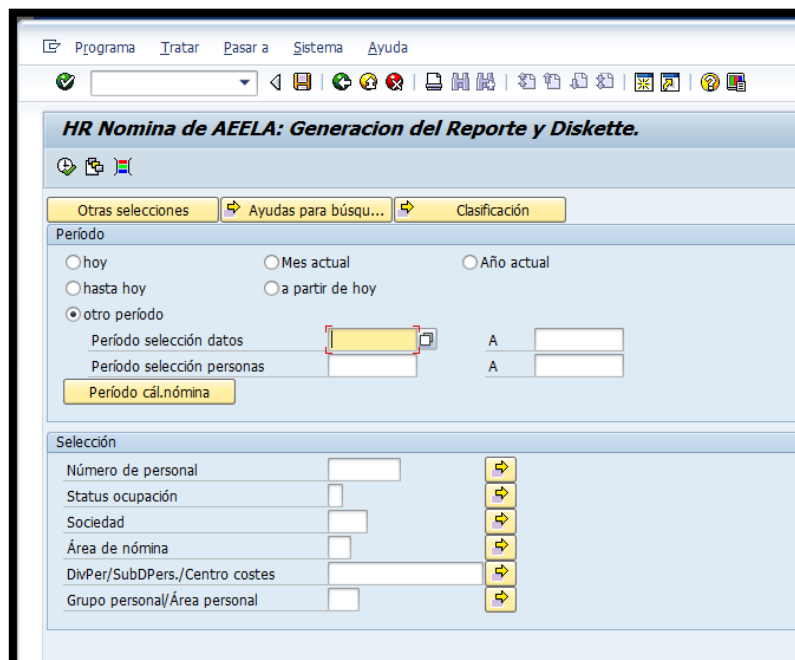 Programa Tratar Pasar a Sistema Ayuda
HR Nomina de AEELA: Generacion del Reporte y Diskette.
Otras selecciones Ayudas para búsqu... Clasificación
Período
hoy Mes actual Año actual
hasta hoy a partir de hoy
otro período
Período selección datos A
Período selección personas A
Período cál.nómina
Selección
Número de personal
Status ocupación
Sociedad
Área de nómina
DivPer/SubDPers./Centro costes
Grupo personal/Área personal